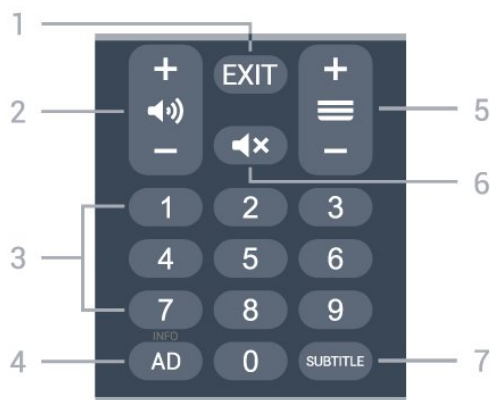 1
+ EXIT +
2 5
− −
6
1 2 3
3
4 5 6
7 8 9
INFO
4 AD 0 SUBTITLE 7